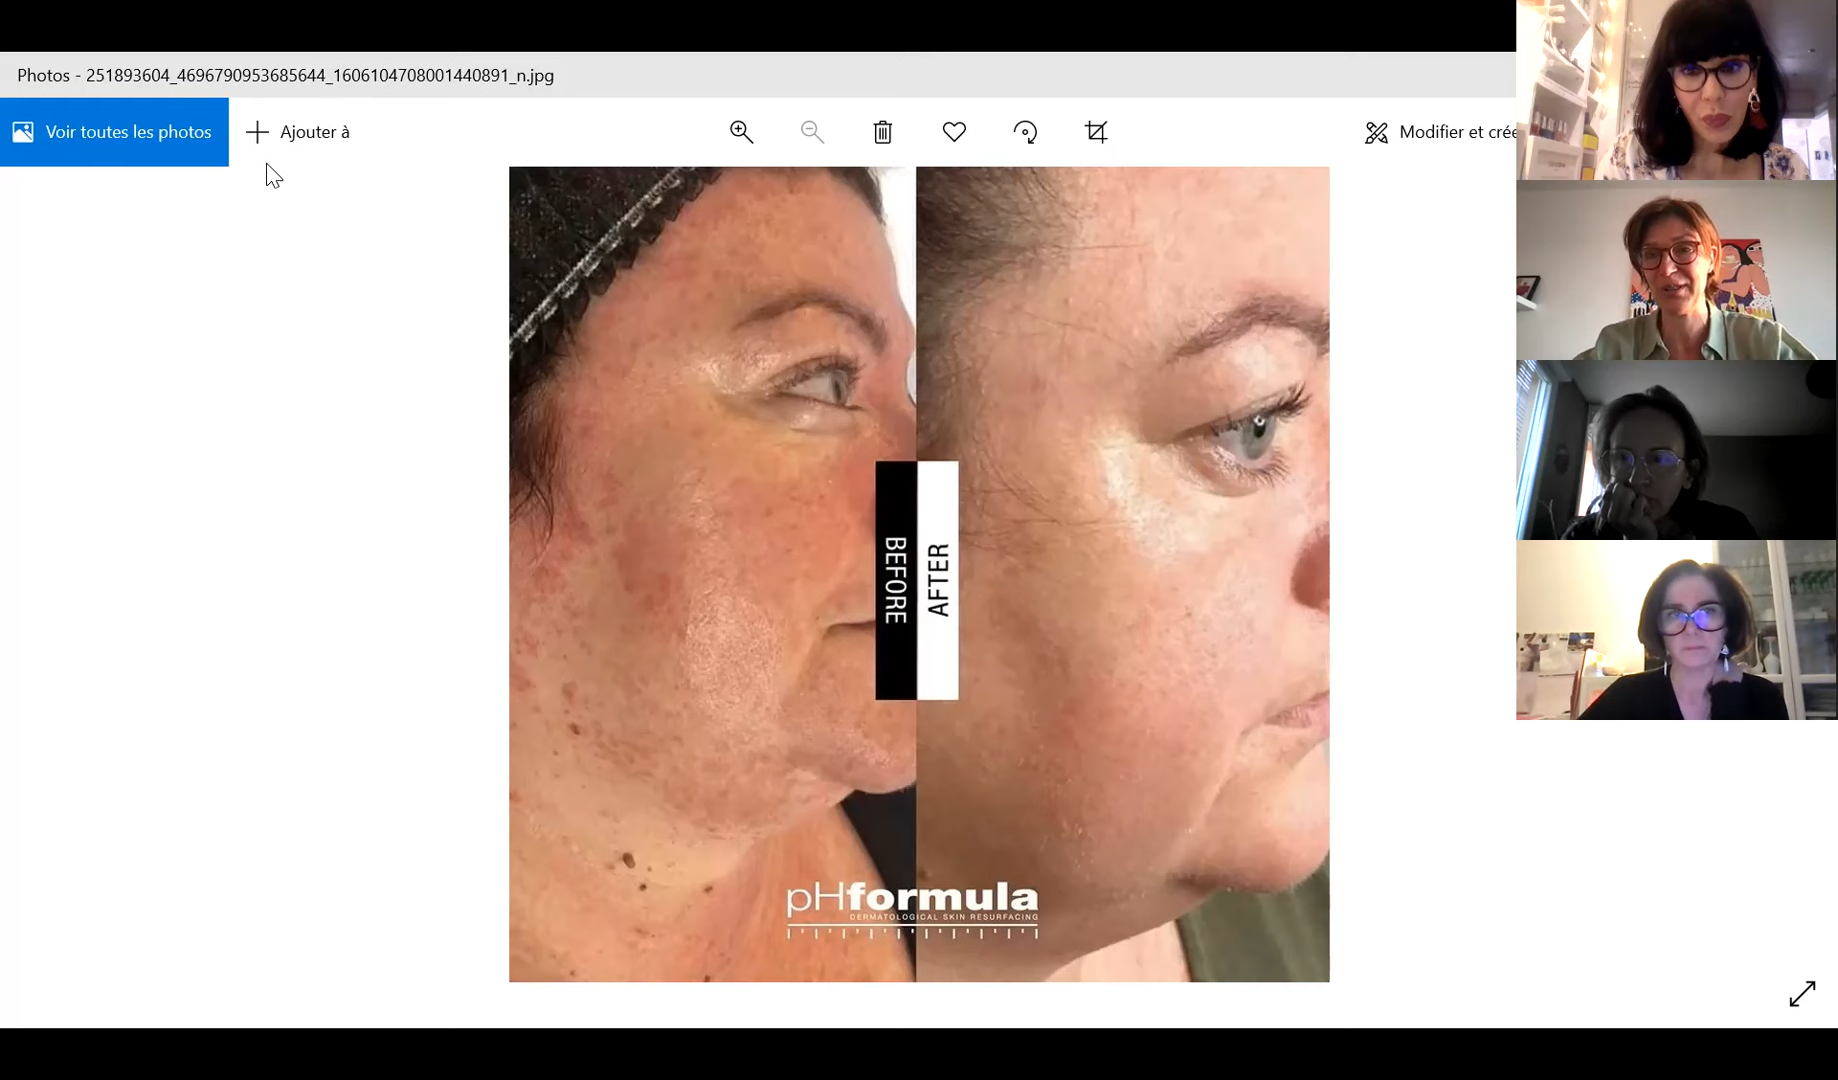 Photos - 251893604_4696790953685644_1606104708001440891_n.jpg
Voir toutes les photos
Ajouter à
Modifier et crée
BEFORE
AFTER
pHformula
DERMATOLOGICAL SKIN RESURFACING